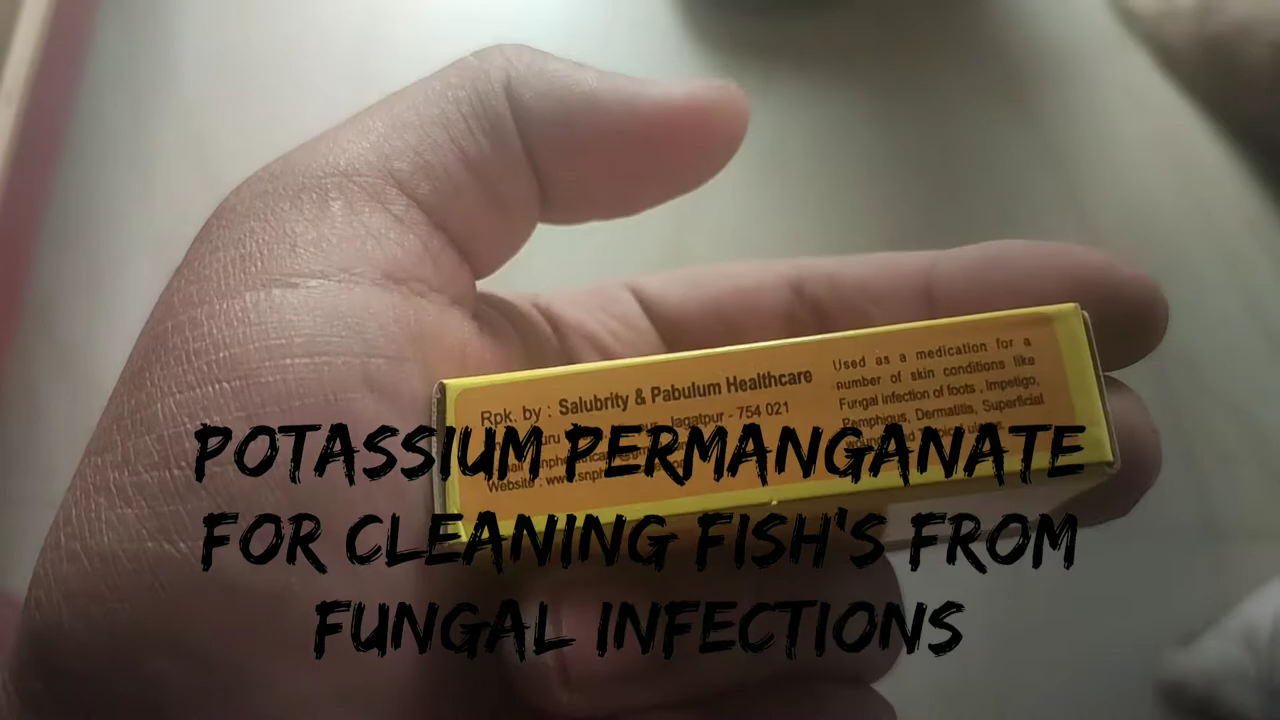 Rpk. by : Salubrity & Pabulum Healthcare
Jagatpur - 754 021
Website : www.
Used as a medication for a
number of skin conditions like
Fungal infection of foots , Impetigo,
Pemphigus, Dermatitis, Superficial
POTASSIUM PERMANGANATE
FOR CLEANING FISH'S FROM
FUNGAL INFECTIONS